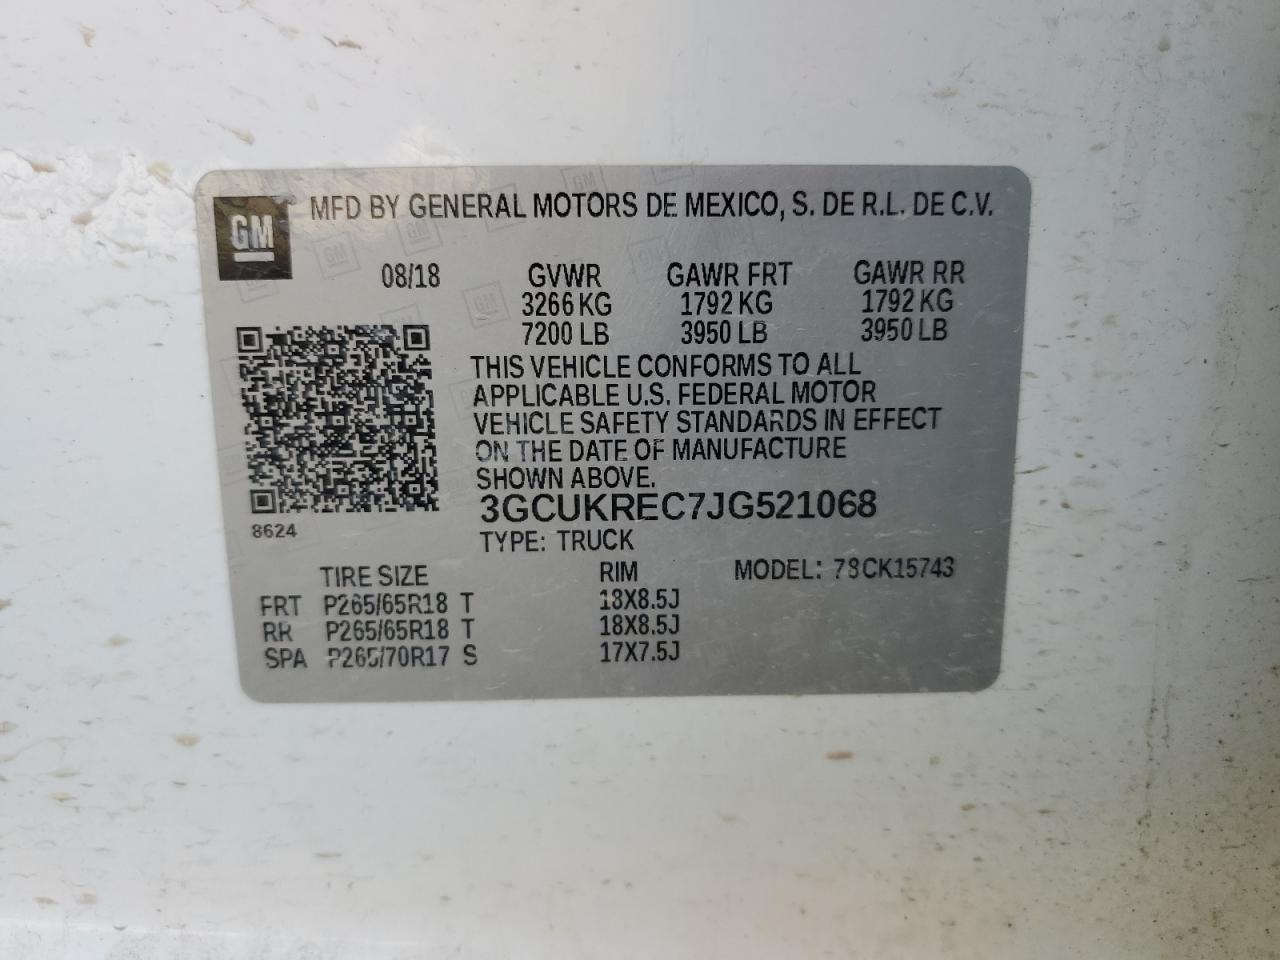 GM MFD BY GENERAL MOTORS DE MEXICO, S. DE R.L. DE C.V.
08/18 GVWR GAWR FRT GAWR RR
3266 KG 1792 KG 1792 KG
7200 LB 3950 LB 3950 LB
THIS VEHICLE CONFORMS TO ALL
APPLICABLE U.S. FEDERAL MOTOR
VEHICLE SAFETY STANDARDS IN EFFECT
ON THE DATE OF MANUFACTURE
SHOWN ABOVE.
3GCUKREC7JG521068
8624
TYPE: TRUCK
TIRE SIZE RIM MODEL: 78CK15743
FRT P265/65R18 T 18X8.5J
RR P265/65R18 T 18X8.5J
SPA P265/70R17 S 17X7.5J